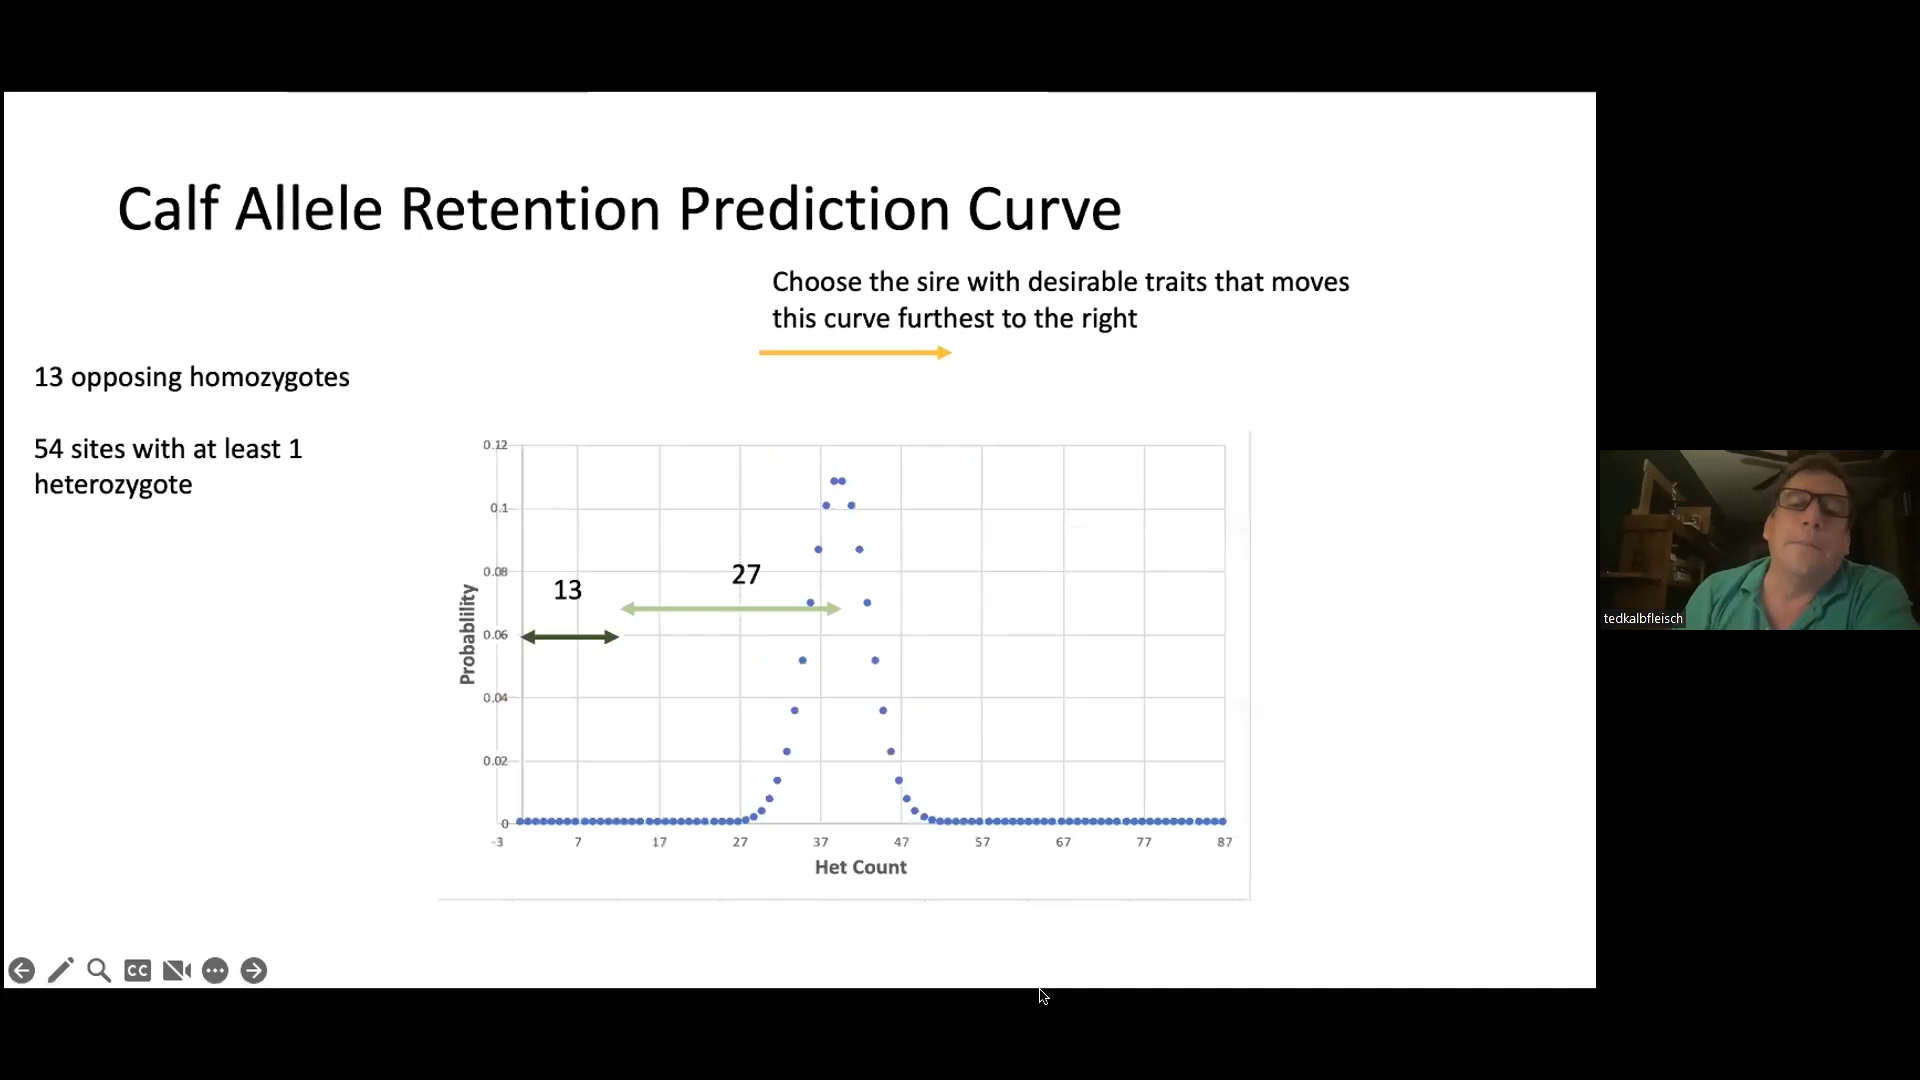 Calf Allele Retention Prediction Curve
Choose the sire with desirable traits that moves
this curve furthest to the right
13 opposing homozygotes
54 sites with at least 1
heterozygote
0.12
0.1
0.08
0.06
0.04
0.02
0
Probablility
13
27
-3 7 17 27 37 47 57 67 77 87
Het Count
CC
tedkalbfleisch